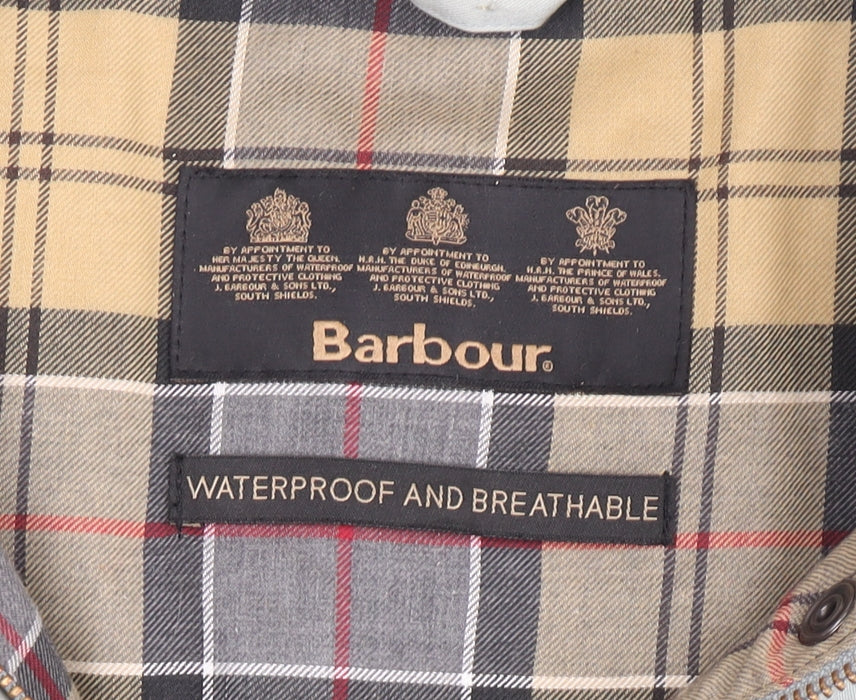 BY APPOINTMENT TO
HER MAJESTY THE QUEEN.
MANUFACTURERS OF WATERPROOF
AND PROTECTIVE CLOTHING
J. BARBOUR & SONS LTD.,
SOUTH SHIELDS.
BY APPOINTMENT TO
H.R.H. THE DUKE OF EDINBURGH.
MANUFACTURERS OF WATERPROOF
AND PROTECTIVE CLOTHING
J. BARBOUR & SONS LTD.,
SOUTH SHIELDS.
BY APPOINTMENT TO
H.R.H. THE PRINCE OF WALES.
MANUFACTURERS OF WATERPROOF
AND PROTECTIVE CLOTHING
J. BARBOUR & SONS LTD.,
SOUTH SHIELDS.
Barbour®
WATERPROOF AND BREATHABLE